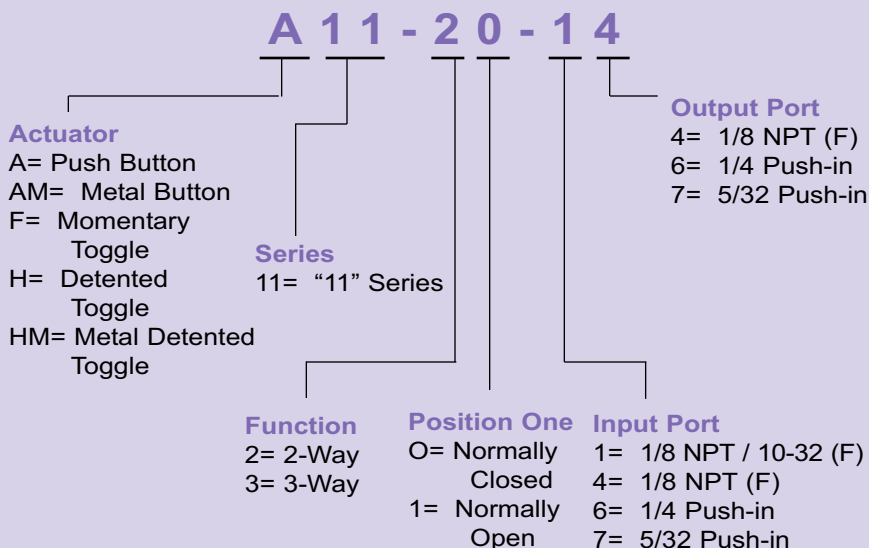 A 1 1 - 2 0 - 1 4
Actuator
A= Push Button
AM= Metal Button
F= Momentary
Toggle
H= Detented
Toggle
HM= Metal Detented
Toggle
Series
11= “11” Series
Function
2= 2-Way
3= 3-Way
Position One
O= Normally
Closed
1= Normally
Open
Input Port
1= 1/8 NPT / 10-32 (F)
4= 1/8 NPT (F)
6= 1/4 Push-in
7= 5/32 Push-in
Output Port
4= 1/8 NPT (F)
6= 1/4 Push-in
7= 5/32 Push-in